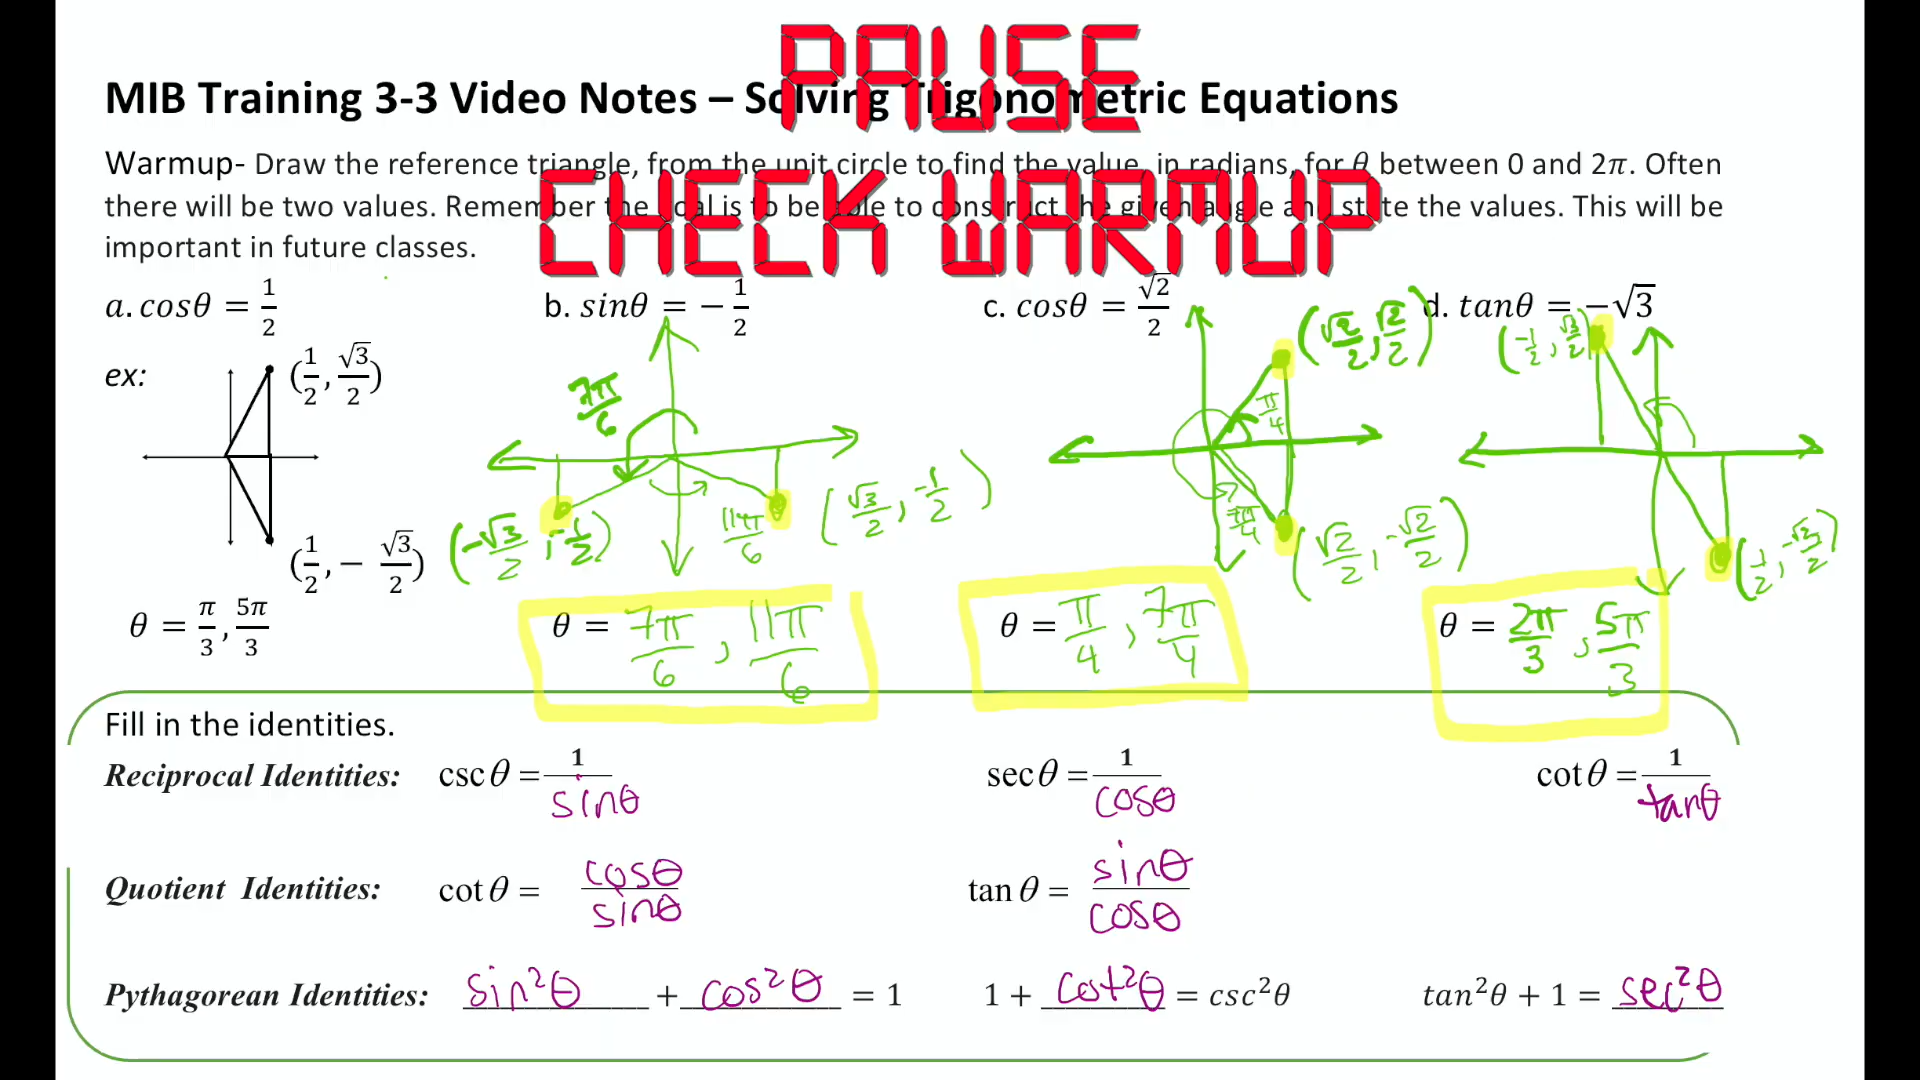 PAUSE
MIB Training 3-3 Video Notes – Solving Trigonometric Equations
Warmup- Draw the reference triangle, from the unit circle to find the value, in radians, for θ between 0 and 2π. Often
CHECK WARMUP
there will be two values. Remember the goal is to be able to construct the given angle and state the values. This will be
important in future classes.
a. cosθ = 1/2
b. sinθ = − 1/2
c. cosθ = √2/2
d. tanθ = −√3
ex:
(1/2, √3/2)
(1/2, − √3/2)
θ = π/3, 5π/3
7π/6
(-√3/2, -1/2)
11π/6
(√3/2, -1/2)
θ = 7π/6, 11π/6
(√2/2, √2/2)
π/4
7π/4
(√2/2, -√2/2)
θ = π/4, 7π/4
(-1/2, √3/2)
(1/2, -√3/2)
θ = 2π/3, 5π/3
Fill in the identities.
Reciprocal Identities: cscθ = 1/sinθ secθ = 1/cosθ cotθ = 1/tanθ
Quotient Identities: cotθ = cosθ/sinθ tanθ = sinθ/cosθ
Pythagorean Identities: sin²θ + cos²θ = 1 1 + cot²θ = csc²θ tan²θ + 1 = sec²θ